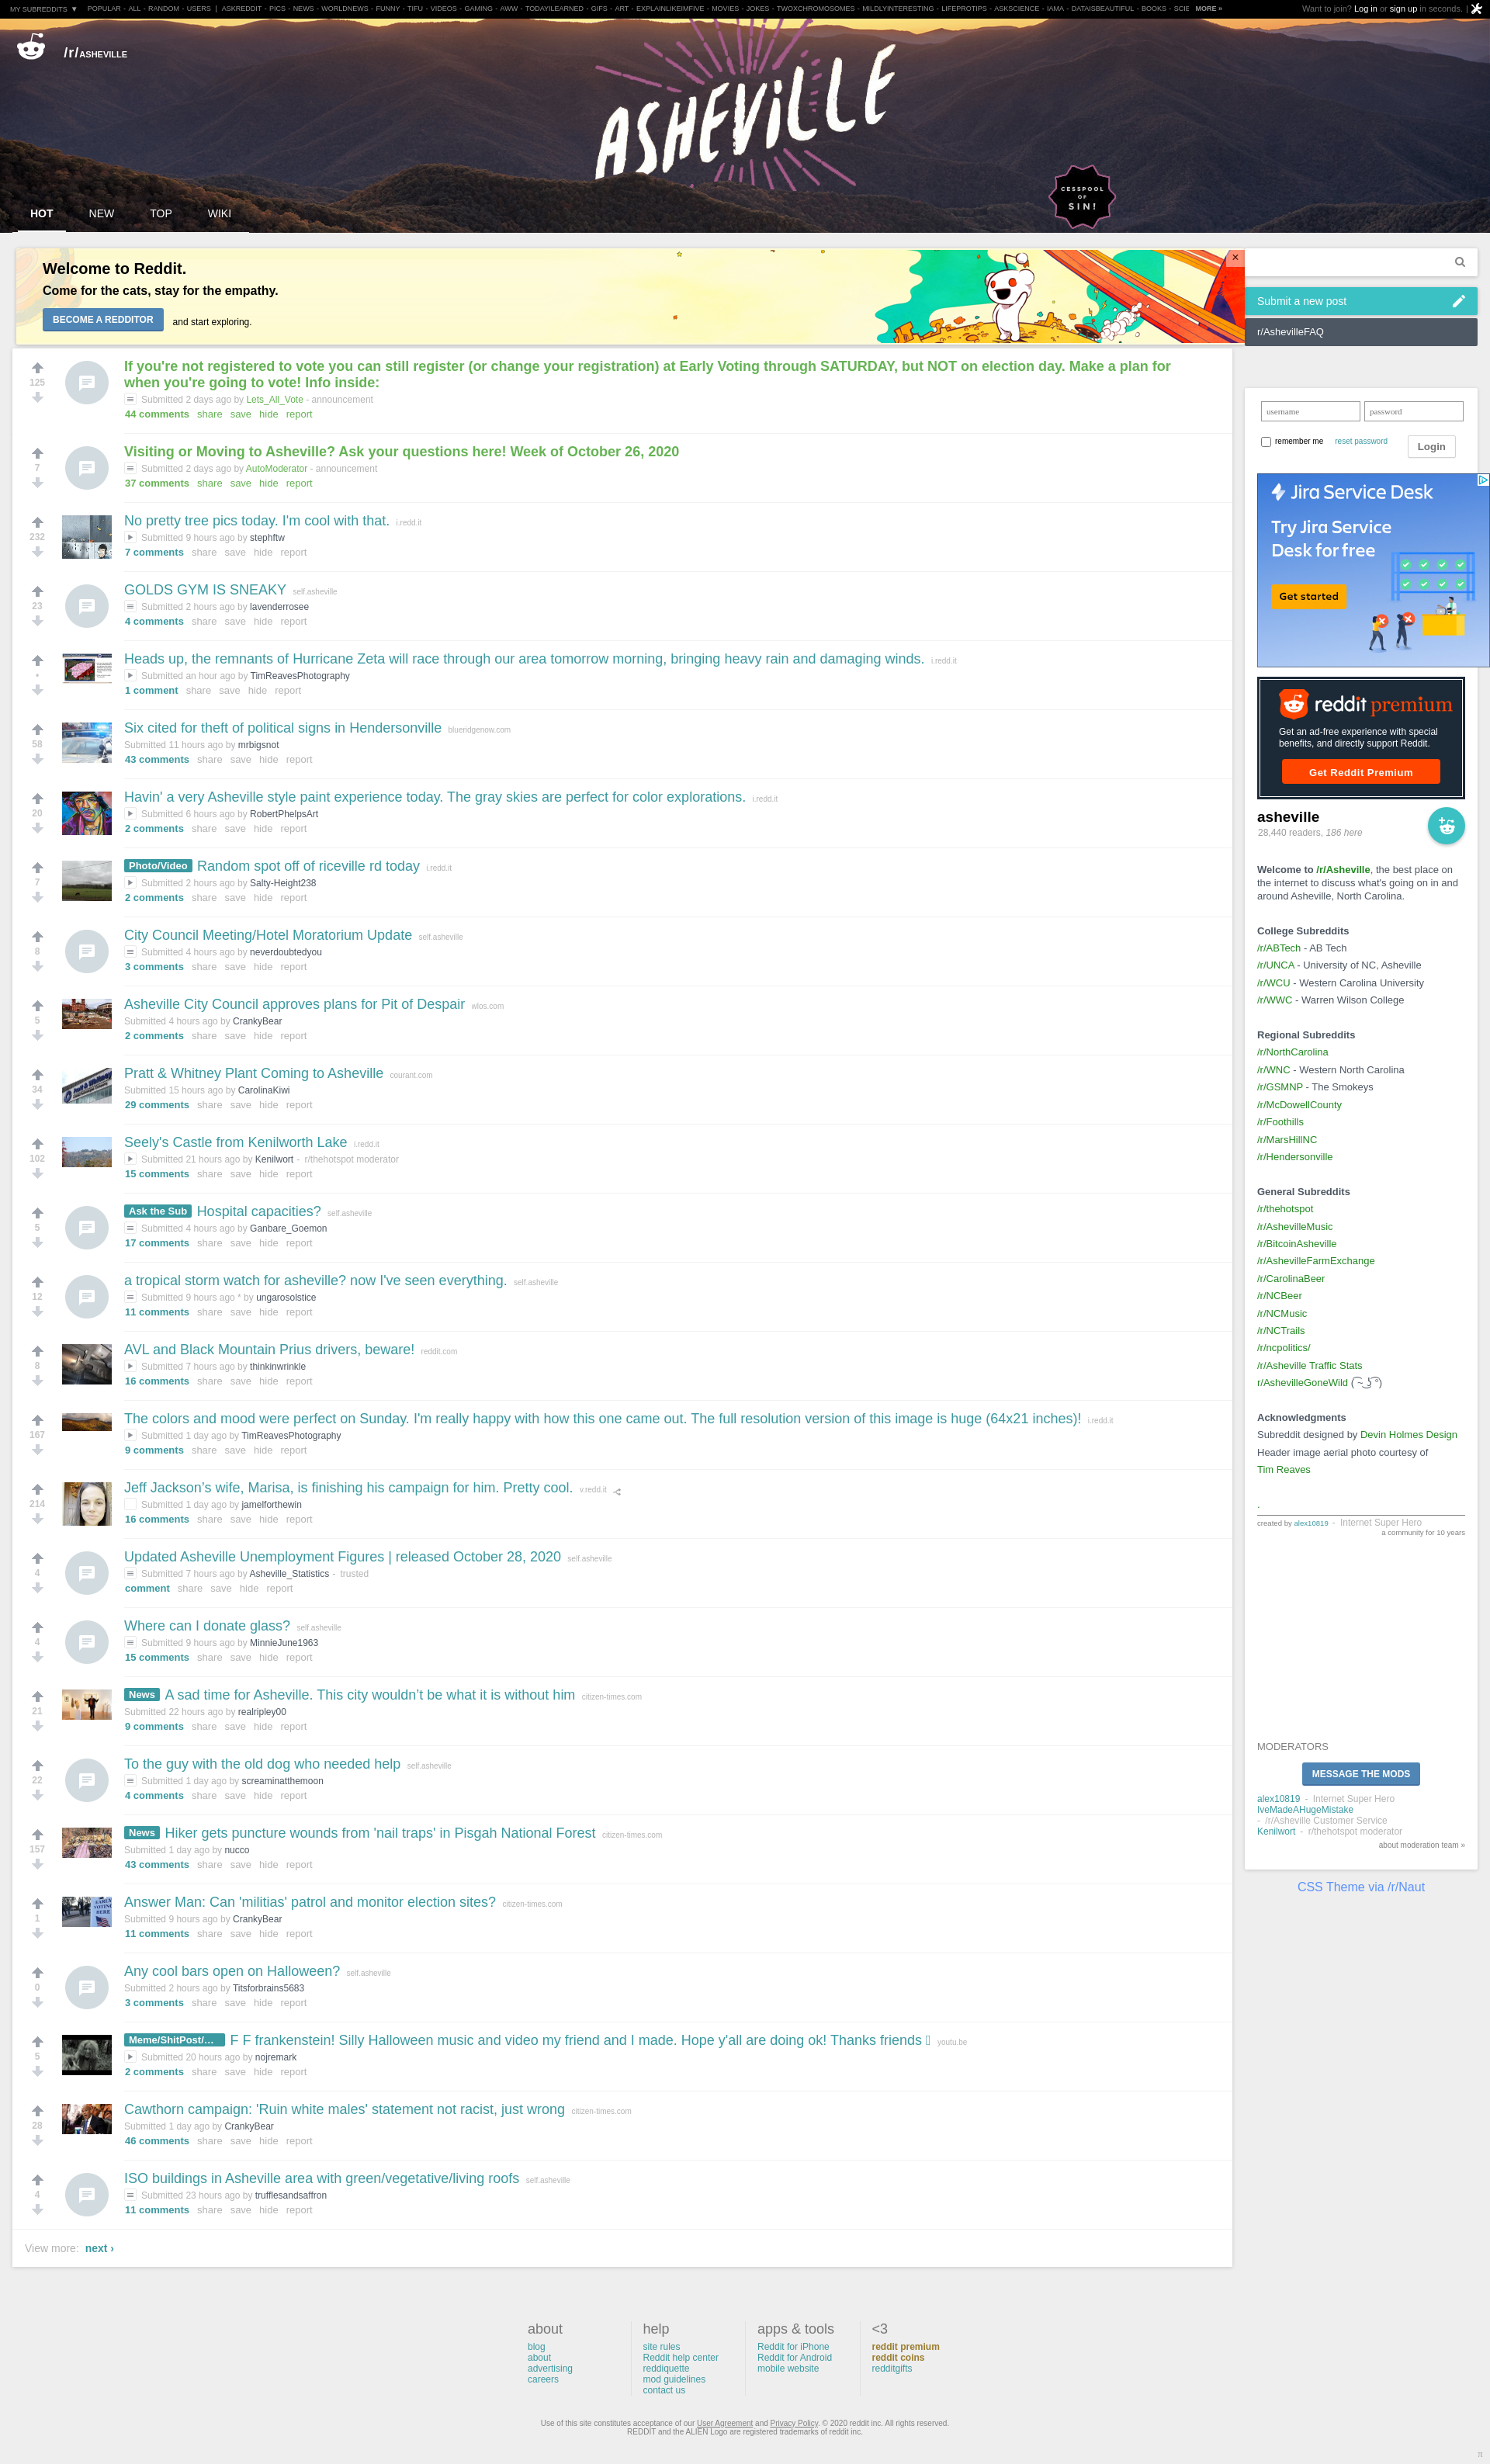 MY SUBREDDITS ▼ POPULAR - ALL - RANDOM - USERS | ASKREDDIT - PICS - NEWS - WORLDNEWS - FUNNY - TIFU - VIDEOS - GAMING - AWW - TODAYILEARNED - GIFS - ART - EXPLAINLIKEIMFIVE - MOVIES - JOKES - TWOXCHROMOSOMES - MILDLYINTERESTING - LIFEPROTIPS - ASKSCIENCE - IAMA - DATAISBEAUTIFUL - BOOKS - SCIE MORE » Want to join? Log in or sign up in seconds. |
/r/ASHEVILLE
ASHEVILLE
CESSPOOL
OF
SIN!
HOT NEW TOP WIKI
Welcome to Reddit.
Come for the cats, stay for the empathy.
BECOME A REDDITOR and start exploring.
×
Submit a new post
r/AshevilleFAQ
125
If you're not registered to vote you can still register (or change your registration) at Early Voting through SATURDAY, but NOT on election day. Make a plan for
when you're going to vote! Info inside:
Submitted 2 days ago by Lets_All_Vote - announcement
44 comments share save hide report
7
Visiting or Moving to Asheville? Ask your questions here! Week of October 26, 2020
Submitted 2 days ago by AutoModerator - announcement
37 comments share save hide report
232
No pretty tree pics today. I'm cool with that. i.redd.it
Submitted 9 hours ago by stephftw
7 comments share save hide report
23
GOLDS GYM IS SNEAKY self.asheville
Submitted 2 hours ago by lavenderrosee
4 comments share save hide report
•
Heads up, the remnants of Hurricane Zeta will race through our area tomorrow morning, bringing heavy rain and damaging winds. i.redd.it
Submitted an hour ago by TimReavesPhotography
1 comment share save hide report
58
Six cited for theft of political signs in Hendersonville blueridgenow.com
Submitted 11 hours ago by mrbigsnot
43 comments share save hide report
20
Havin' a very Asheville style paint experience today. The gray skies are perfect for color explorations. i.redd.it
Submitted 6 hours ago by RobertPhelpsArt
2 comments share save hide report
7
Photo/Video Random spot off of riceville rd today i.redd.it
Submitted 2 hours ago by Salty-Height238
2 comments share save hide report
8
City Council Meeting/Hotel Moratorium Update self.asheville
Submitted 4 hours ago by neverdoubtedyou
3 comments share save hide report
5
Asheville City Council approves plans for Pit of Despair wlos.com
Submitted 4 hours ago by CrankyBear
2 comments share save hide report
34
Pratt & Whitney Plant Coming to Asheville courant.com
Submitted 15 hours ago by CarolinaKiwi
29 comments share save hide report
102
Seely's Castle from Kenilworth Lake i.redd.it
Submitted 21 hours ago by Kenilwort - r/thehotspot moderator
15 comments share save hide report
5
Ask the Sub Hospital capacities? self.asheville
Submitted 4 hours ago by Ganbare_Goemon
17 comments share save hide report
12
a tropical storm watch for asheville? now I've seen everything. self.asheville
Submitted 9 hours ago * by ungarosolstice
11 comments share save hide report
8
AVL and Black Mountain Prius drivers, beware! reddit.com
Submitted 7 hours ago by thinkinwrinkle
16 comments share save hide report
167
The colors and mood were perfect on Sunday. I'm really happy with how this one came out. The full resolution version of this image is huge (64x21 inches)! i.redd.it
Submitted 1 day ago by TimReavesPhotography
9 comments share save hide report
214
Jeff Jackson's wife, Marisa, is finishing his campaign for him. Pretty cool. v.redd.it
Submitted 1 day ago by jamelforthewin
16 comments share save hide report
4
Updated Asheville Unemployment Figures | released October 28, 2020 self.asheville
Submitted 7 hours ago by Asheville_Statistics - trusted
comment share save hide report
4
Where can I donate glass? self.asheville
Submitted 9 hours ago by MinnieJune1963
15 comments share save hide report
21
News A sad time for Asheville. This city wouldn't be what it is without him citizen-times.com
Submitted 22 hours ago by realripley00
9 comments share save hide report
22
To the guy with the old dog who needed help self.asheville
Submitted 1 day ago by screaminatthemoon
4 comments share save hide report
157
News Hiker gets puncture wounds from 'nail traps' in Pisgah National Forest citizen-times.com
Submitted 1 day ago by nucco
43 comments share save hide report
1
Answer Man: Can 'militias' patrol and monitor election sites? citizen-times.com
Submitted 9 hours ago by CrankyBear
11 comments share save hide report
0
Any cool bars open on Halloween? self.asheville
Submitted 2 hours ago by Titsforbrains5683
3 comments share save hide report
5
Meme/ShitPost/... F F frankenstein! Silly Halloween music and video my friend and I made. Hope y'all are doing ok! Thanks friends youtu.be
Submitted 20 hours ago by nojremark
2 comments share save hide report
28
Cawthorn campaign: 'Ruin white males' statement not racist, just wrong citizen-times.com
Submitted 1 day ago by CrankyBear
46 comments share save hide report
4
ISO buildings in Asheville area with green/vegetative/living roofs self.asheville
Submitted 23 hours ago by trufflesandsaffron
11 comments share save hide report
View more: next ›
username password
remember me reset password Login
Jira Service Desk
Try Jira Service
Desk for free
Get started
reddit premium
Get an ad-free experience with special
benefits, and directly support Reddit.
Get Reddit Premium
asheville
28,440 readers, 186 here
Welcome to /r/Asheville, the best place on
the internet to discuss what's going on in and
around Asheville, North Carolina.
College Subreddits
/r/ABTech - AB Tech
/r/UNCA - University of NC, Asheville
/r/WCU - Western Carolina University
/r/WWC - Warren Wilson College
Regional Subreddits
/r/NorthCarolina
/r/WNC - Western North Carolina
/r/GSMNP - The Smokeys
/r/McDowellCounty
/r/Foothills
/r/MarsHillNC
/r/Hendersonville
General Subreddits
/r/thehotspot
/r/AshevilleMusic
/r/BitcoinAsheville
/r/AshevilleFarmExchange
/r/CarolinaBeer
/r/NCBeer
/r/NCMusic
/r/NCTrails
/r/ncpolitics/
/r/Asheville Traffic Stats
r/AshevilleGoneWild ( ͡~ ͜ʖ ͡°)
Acknowledgments
Subreddit designed by Devin Holmes Design
Header image aerial photo courtesy of
Tim Reaves
.
created by alex10819 - Internet Super Hero
a community for 10 years
MODERATORS
MESSAGE THE MODS
alex10819 - Internet Super Hero
IveMadeAHugeMistake
- /r/Asheville Customer Service
Kenilwort - r/thehotspot moderator
about moderation team »
CSS Theme via /r/Naut
about
blog
about
advertising
careers
help
site rules
Reddit help center
reddiquette
mod guidelines
contact us
apps & tools
Reddit for iPhone
Reddit for Android
mobile website
<3
reddit premium
reddit coins
redditgifts
Use of this site constitutes acceptance of our User Agreement and Privacy Policy. © 2020 reddit inc. All rights reserved.
REDDIT and the ALIEN Logo are registered trademarks of reddit inc.
π